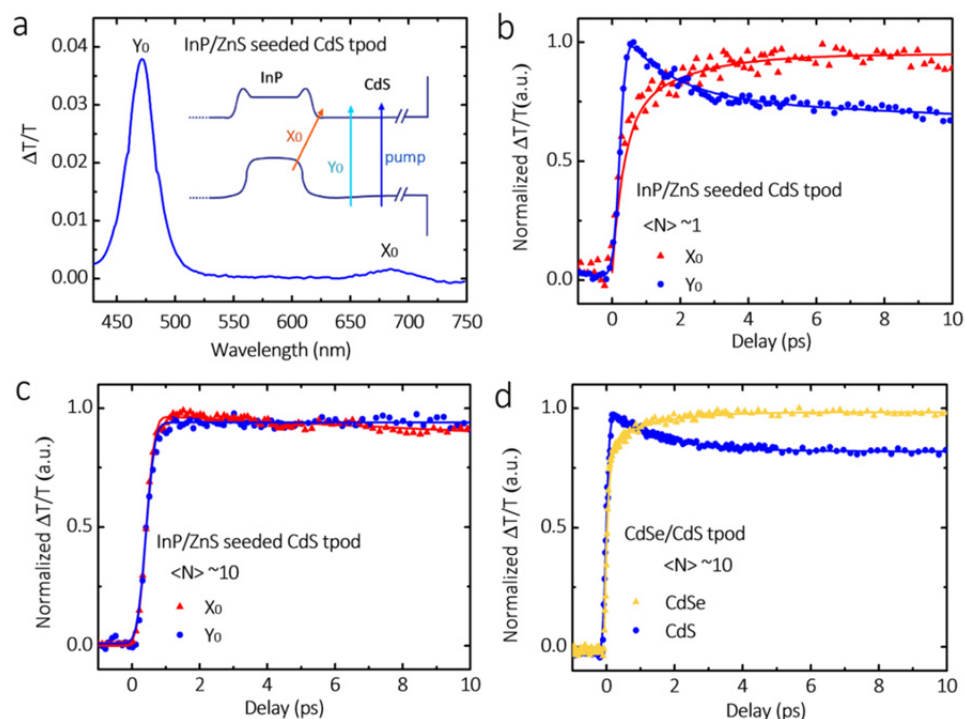 a
0.04
0.03
0.02
0.01
0.00
ΔT/T
Y₀
InP/ZnS seeded CdS tpod
InP
CdS
X₀
Y₀
pump
X₀
450 500 550 600 650 700 750
Wavelength (nm)
b
1.0
0.5
0.0
Normalized ΔT/T(a.u.)
InP/ZnS seeded CdS tpod
<N> ~1
X₀
Y₀
0 2 4 6 8 10
Delay (ps)
c
1.0
0.5
0.0
Normalized ΔT/T (a.u.)
InP/ZnS seeded CdS tpod
<N> ~10
X₀
Y₀
0 2 4 6 8 10
Delay (ps)
d
1.0
0.5
0.0
Normalized ΔT/T (a.u.)
CdSe/CdS tpod
<N> ~10
CdSe
CdS
0 2 4 6 8 10
Delay (ps)